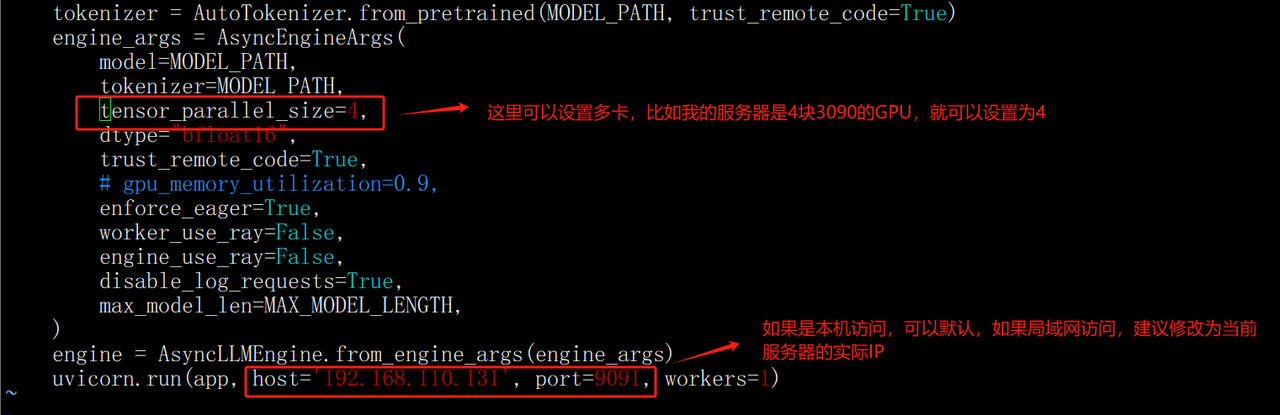 tokenizer = AutoTokenizer.from_pretrained(MODEL_PATH, trust_remote_code=True)
engine_args = AsyncEngineArgs(
model=MODEL_PATH,
tokenizer=MODEL_PATH,
tensor_parallel_size=4,
这里可以设置多卡，比如我的服务器是4块3090的GPU，就可以设置为4
dtype="bfloat16",
trust_remote_code=True,
# gpu_memory_utilization=0.9,
enforce_eager=True,
worker_use_ray=False,
engine_use_ray=False,
disable_log_requests=True,
max_model_len=MAX_MODEL_LENGTH,
)
如果是本机访问，可以默认，如果局域网访问，建议修改为当前
服务器的实际IP
engine = AsyncLLMEngine.from_engine_args(engine_args)
uvicorn.run(app, host='192.168.110.131', port=9091, workers=1)
~